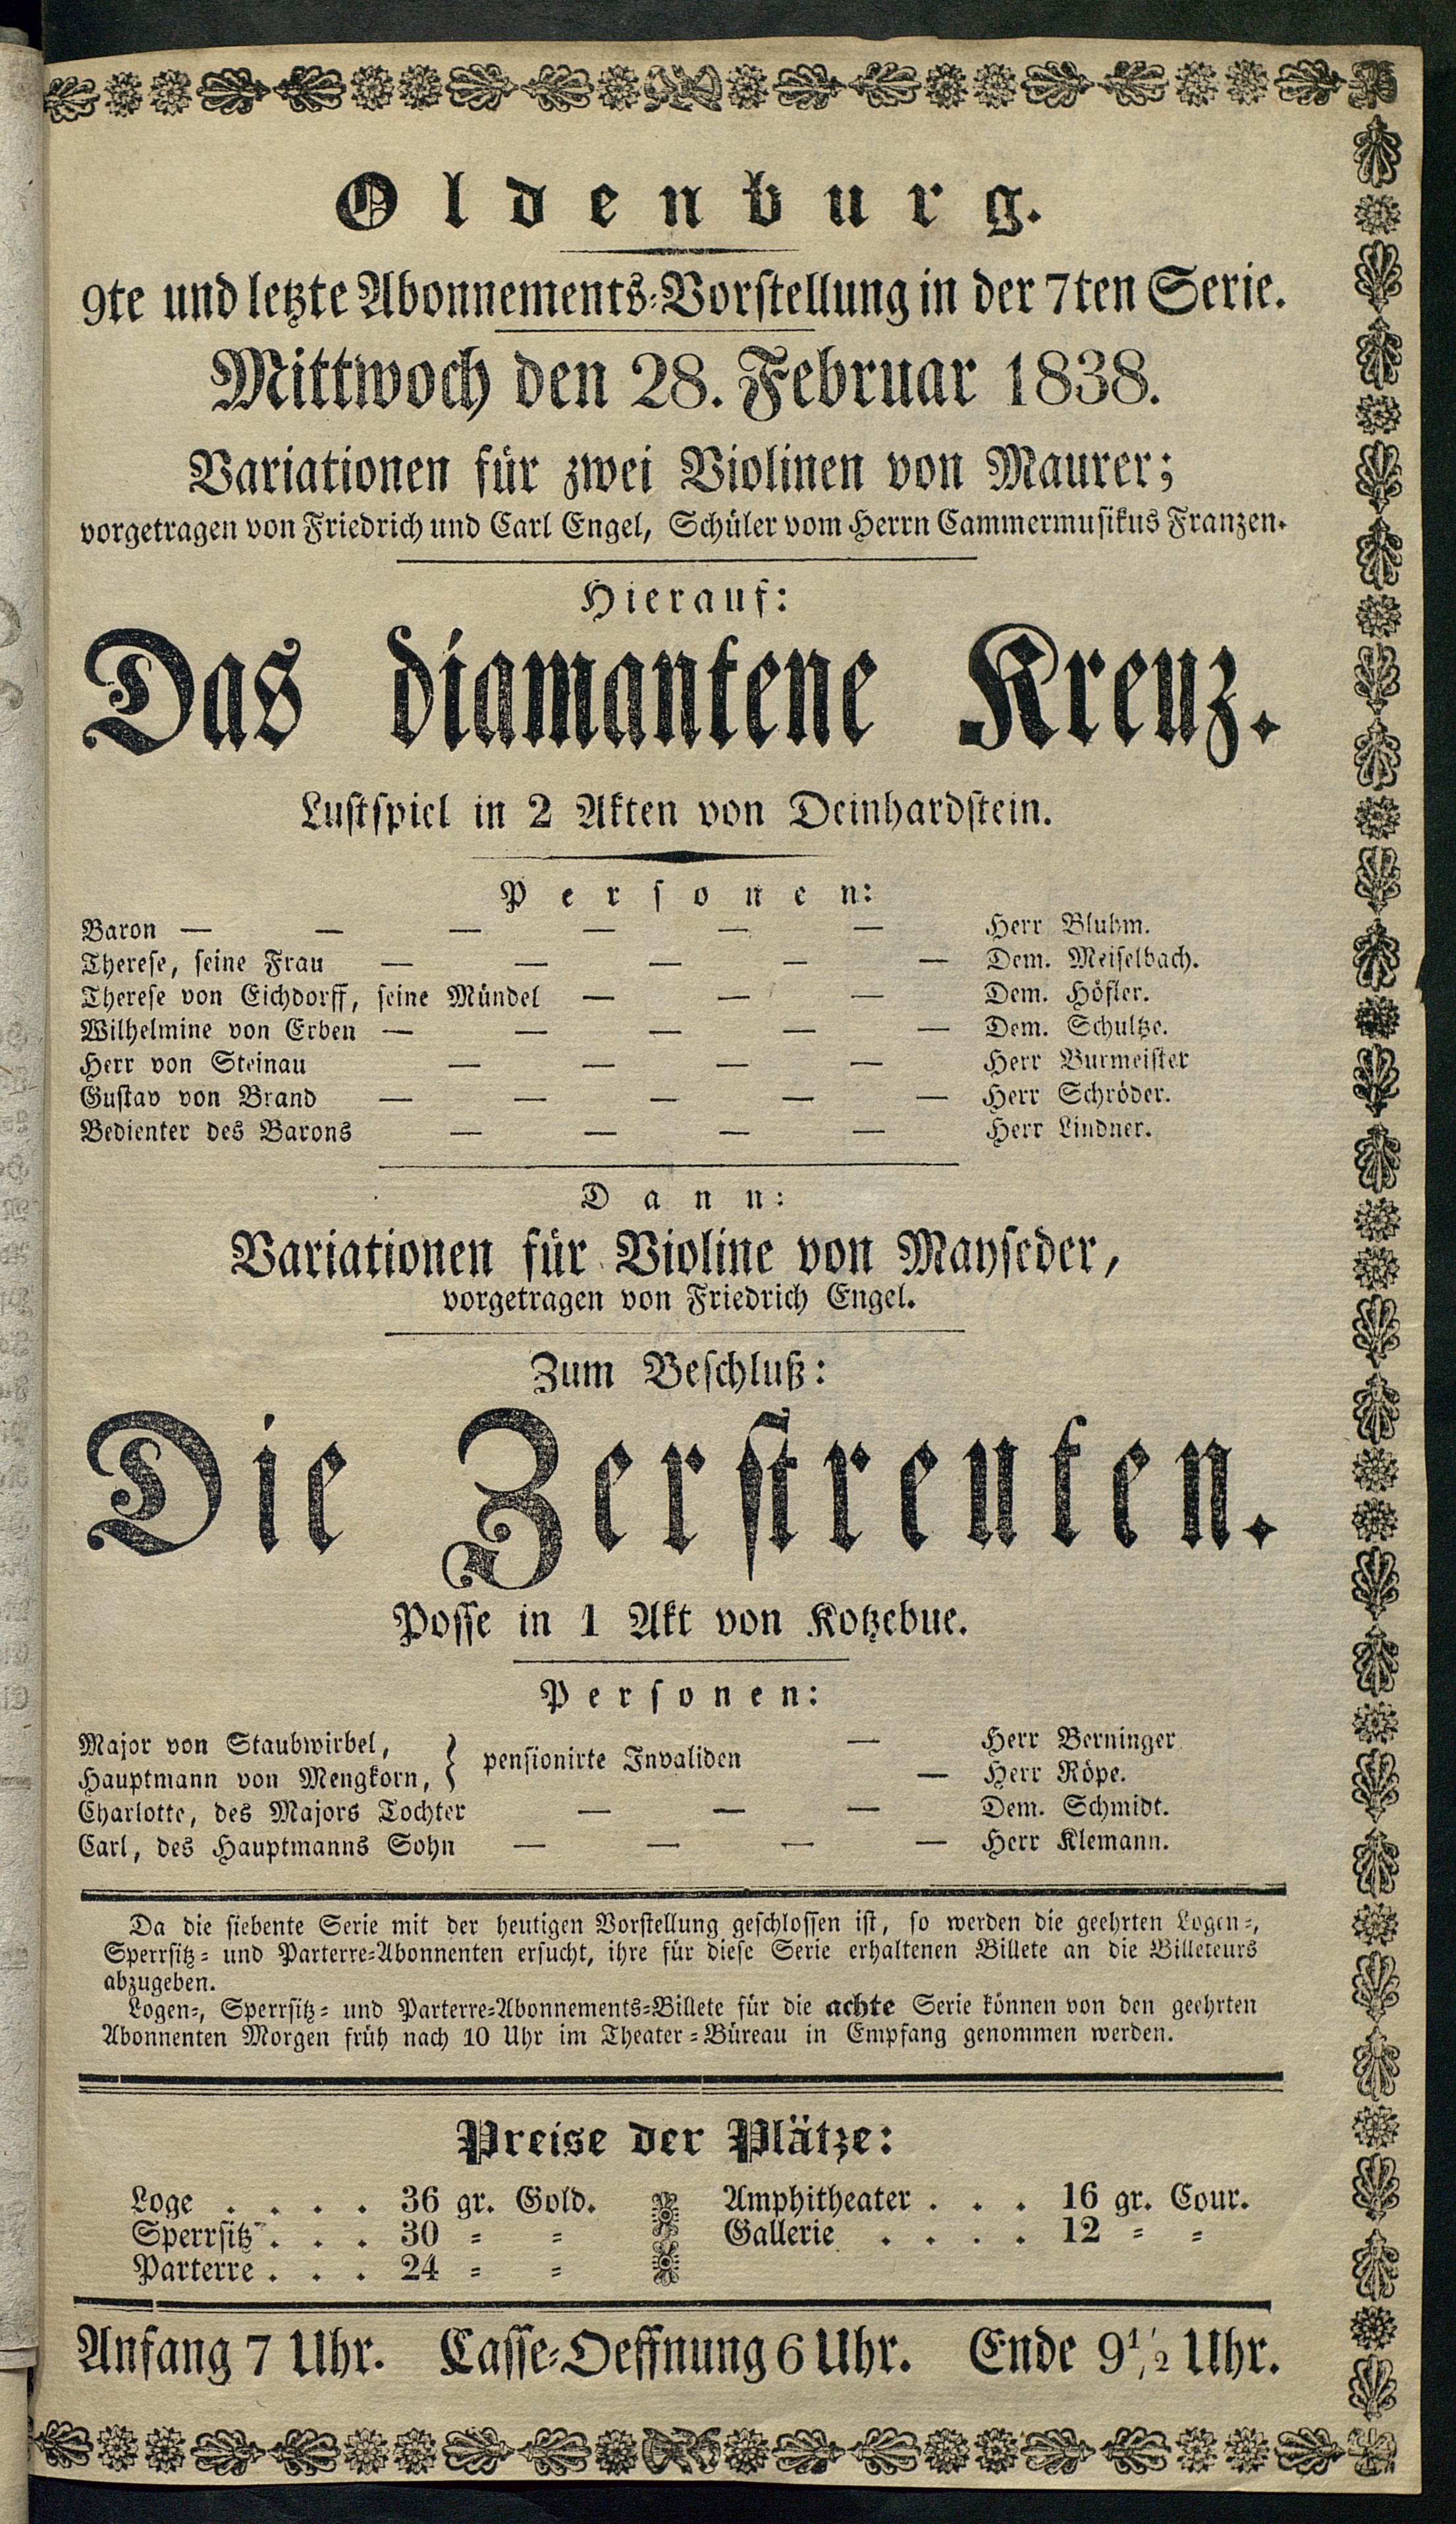 Oldenburg.
9te und letzte Abonnements-Vorstellung in der 7ten Serie.
Mittwoch den 28. Februar 1838.
Variationen für zwei Violinen von Maurer;
vorgetragen von Friedrich und Carl Engel, Schüler vom Herrn Cammermusikus Franzen.
Hierauf:
Das diamantene Kreuz.
Lustspiel in 2 Akten von Deinhardstein.
Personen:
Baron — — — — — — Herr Bluhm.
Therese, seine Frau — — — — — Dem. Meiselbach.
Therese von Eichdorff, seine Mündel — — — Dem. Höfler.
Wilhelmine von Erben — — — — — Dem. Schultze.
Herr von Steinau — — — — Herr Burmeister
Gustav von Brand — — — — — Herr Schröder.
Bedienter des Barons — — — — Herr Lindner.
Dann:
Variationen für Violine von Mayseder,
vorgetragen von Friedrich Engel.
Zum Beschluß:
Die Zerstreuten.
Posse in 1 Akt von Kotzebue.
Personen:
Major von Staubwirbel, } pensionirte Invaliden — Herr Berninger
Hauptmann von Mengkorn, — Herr Röpe.
Charlotte, des Majors Tochter — — — Dem. Schmidt.
Carl, des Hauptmanns Sohn — — — — Herr Klemann.
Da die siebente Serie mit der heutigen Vorstellung geschlossen ist, so werden die geehrten Logen-,
Sperrsitz- und Parterre-Abonnenten ersucht, ihre für diese Serie erhaltenen Billete an die Billeteurs
abzugeben.
Logen-, Sperrsitz- und Parterre-Abonnements-Billete für die achte Serie können von den geehrten
Abonnenten Morgen früh nach 10 Uhr im Theater-Büreau in Empfang genommen werden.
Preise der Plätze:
Loge . . . . 36 gr. Gold.
Sperrsitz . . . 30 = =
Parterre . . . 24 = =
Amphitheater . . . 16 gr. Cour.
Gallerie . . . . 12 = =
Anfang 7 Uhr. Casse-Oeffnung 6 Uhr. Ende 9 1/2 Uhr.